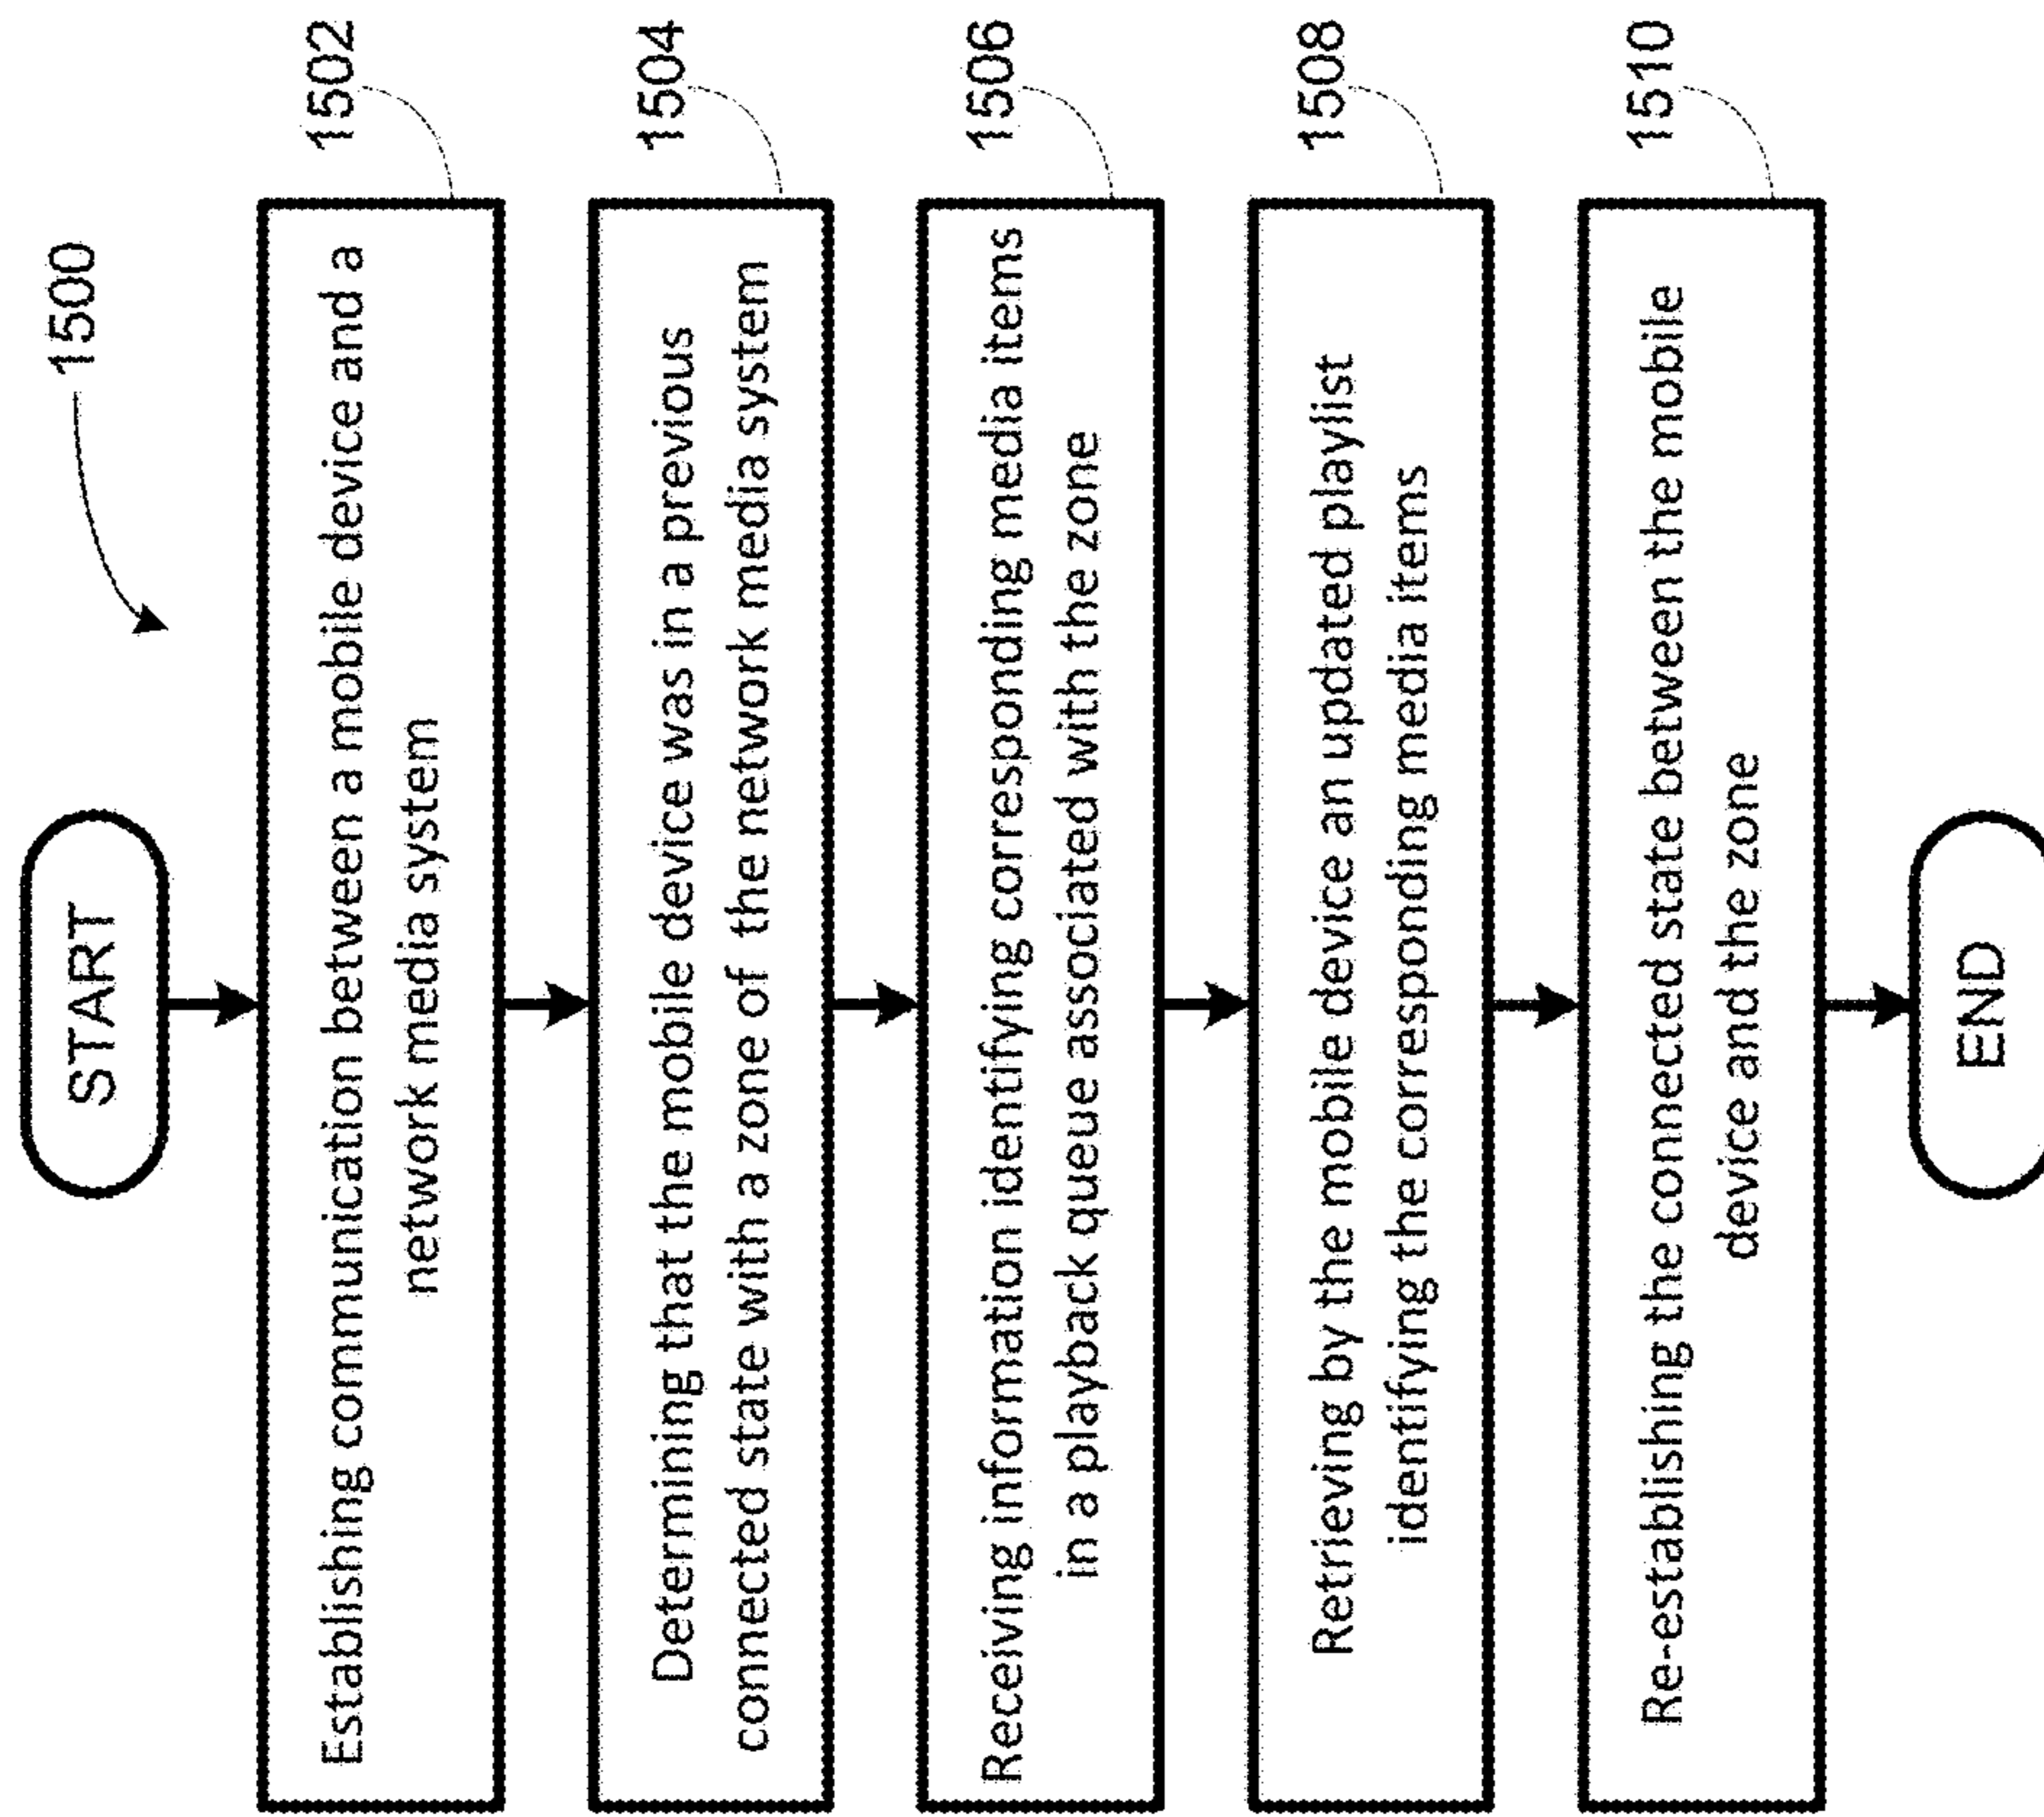 START
1500
Establishing communication between a mobile device and a
network media system
1502
Determining that the mobile device was in a previous
connected state with a zone of the network media system
1504
Receiving information identifying corresponding media items
in a playback queue associated with the zone
1506
Retrieving by the mobile device an updated playlist
identifying the corresponding media items
1508
Re-establishing the connected state between the mobile
device and the zone
1510
END